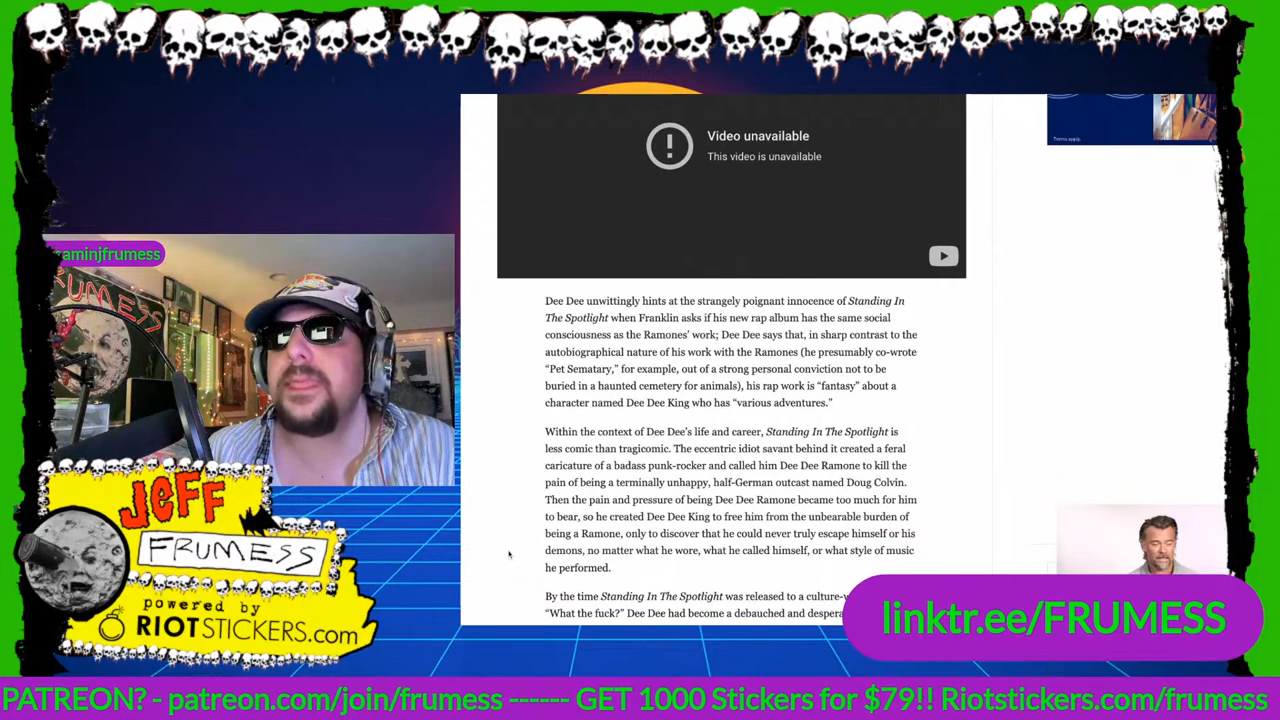 Video unavailable
This video is unavailable
Terms apply.
aminjfrumess
FRUMESS
Dee Dee unwittingly hints at the strangely poignant innocence of Standing In
The Spotlight when Franklin asks if his new rap album has the same social
consciousness as the Ramones' work; Dee Dee says that, in sharp contrast to the
autobiographical nature of his work with the Ramones (he presumably co-wrote
“Pet Sematary,” for example, out of a strong personal conviction not to be
buried in a haunted cemetery for animals), his rap work is “fantasy” about a
character named Dee Dee King who has “various adventures.”
Within the context of Dee Dee's life and career, Standing In The Spotlight is
less comic than tragicomic. The eccentric idiot savant behind it created a feral
caricature of a badass punk-rocker and called him Dee Dee Ramone to kill the
pain of being a terminally unhappy, half-German outcast named Doug Colvin.
Then the pain and pressure of being Dee Dee Ramone became too much for him
to bear, so he created Dee Dee King to free him from the unbearable burden of
being a Ramone, only to discover that he could never truly escape himself or his
demons, no matter what he wore, what he called himself, or what style of music
he performed.
By the time Standing In The Spotlight was released to a culture-
“What the fuck?” Dee Dee had become a debauched and
JEFF
FRUMESS
powered by
RIOTSTICKERS.com
linktr.ee/FRUMESS
PATREON? - patreon.com/join/frumess ------ GET 1000 Stickers for $79!! Riotstickers.com/frumess